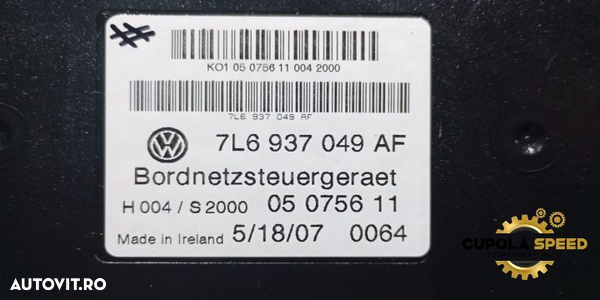 KO1 05 0756 11 004 2000
7L6 937 049 AF
7L6 937 049 AF
Bordnetzsteuergeraet
H 004 / S 2000 05 0756 11
Made in Ireland 5/18/07 0064
CUPOLA SPEED
AUTOVIT.RO